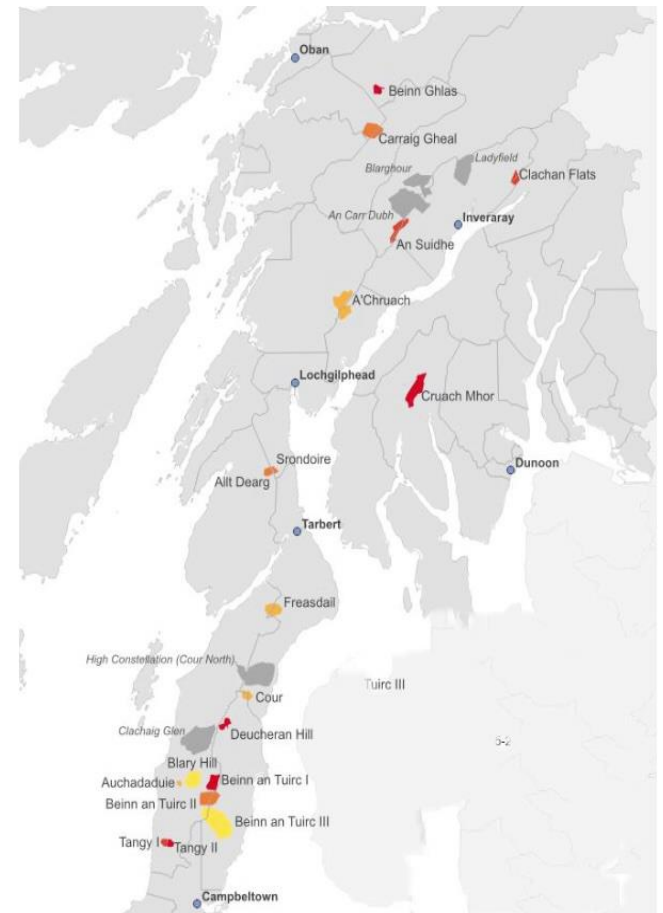 Oban
Beinn Ghlas
Carraig Gheal
Ladyfield
Blarghour
Clachan Flats
An Carr Dubh
Inveraray
An Suidhe
A'Chruach
Lochgilphead
Cruach Mhor
Srondoire
Dunoon
Allt Dearg
Tarbert
Freasdail
High Constellation (Cour North)
Tuirc III
Cour
Clachaig Glen
Deucheran Hill
Blary Hill
Auchadaduie
Beinn an Tuirc I
Beinn an Tuirc II
Beinn an Tuirc III
Tangy I
Tangy II
Campbeltown